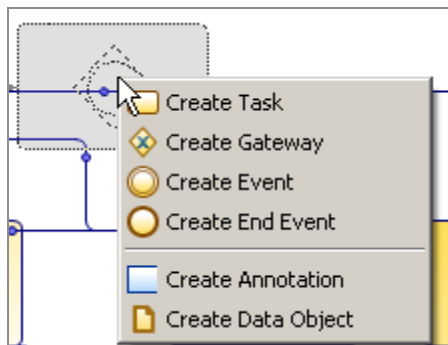 Create Task
Create Gateway
Create Event
Create End Event
Create Annotation
Create Data Object